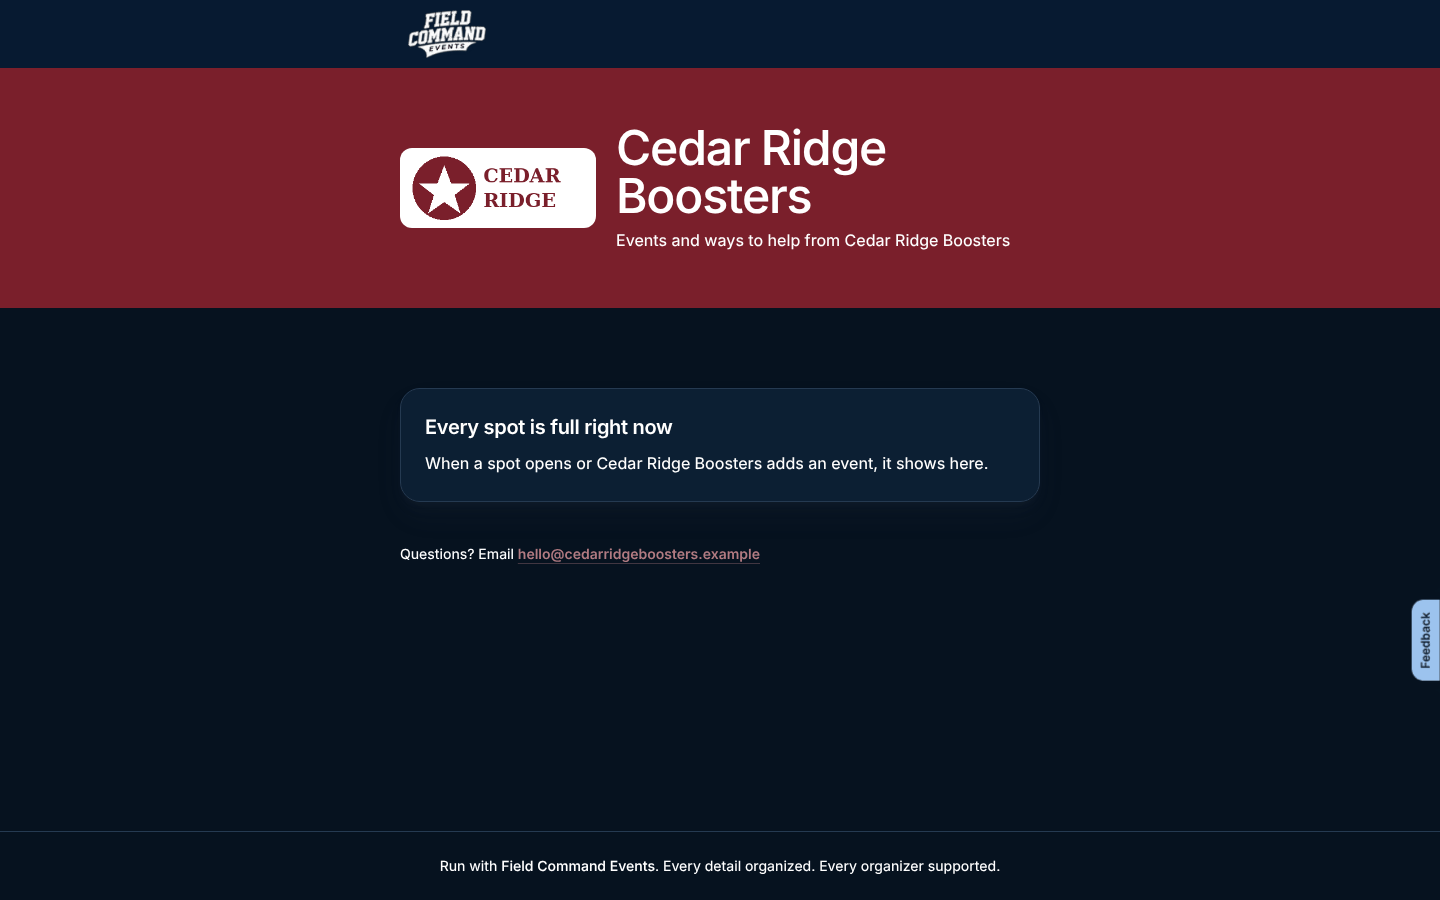 FIELD
COMMAND
EVENTS
CEDAR
RIDGE
Cedar Ridge
Boosters
Events and ways to help from Cedar Ridge Boosters
Every spot is full right now
When a spot opens or Cedar Ridge Boosters adds an event, it shows here.
Questions? Email hello@cedarridgeboosters.example
Feedback
Run with Field Command Events. Every detail organized. Every organizer supported.